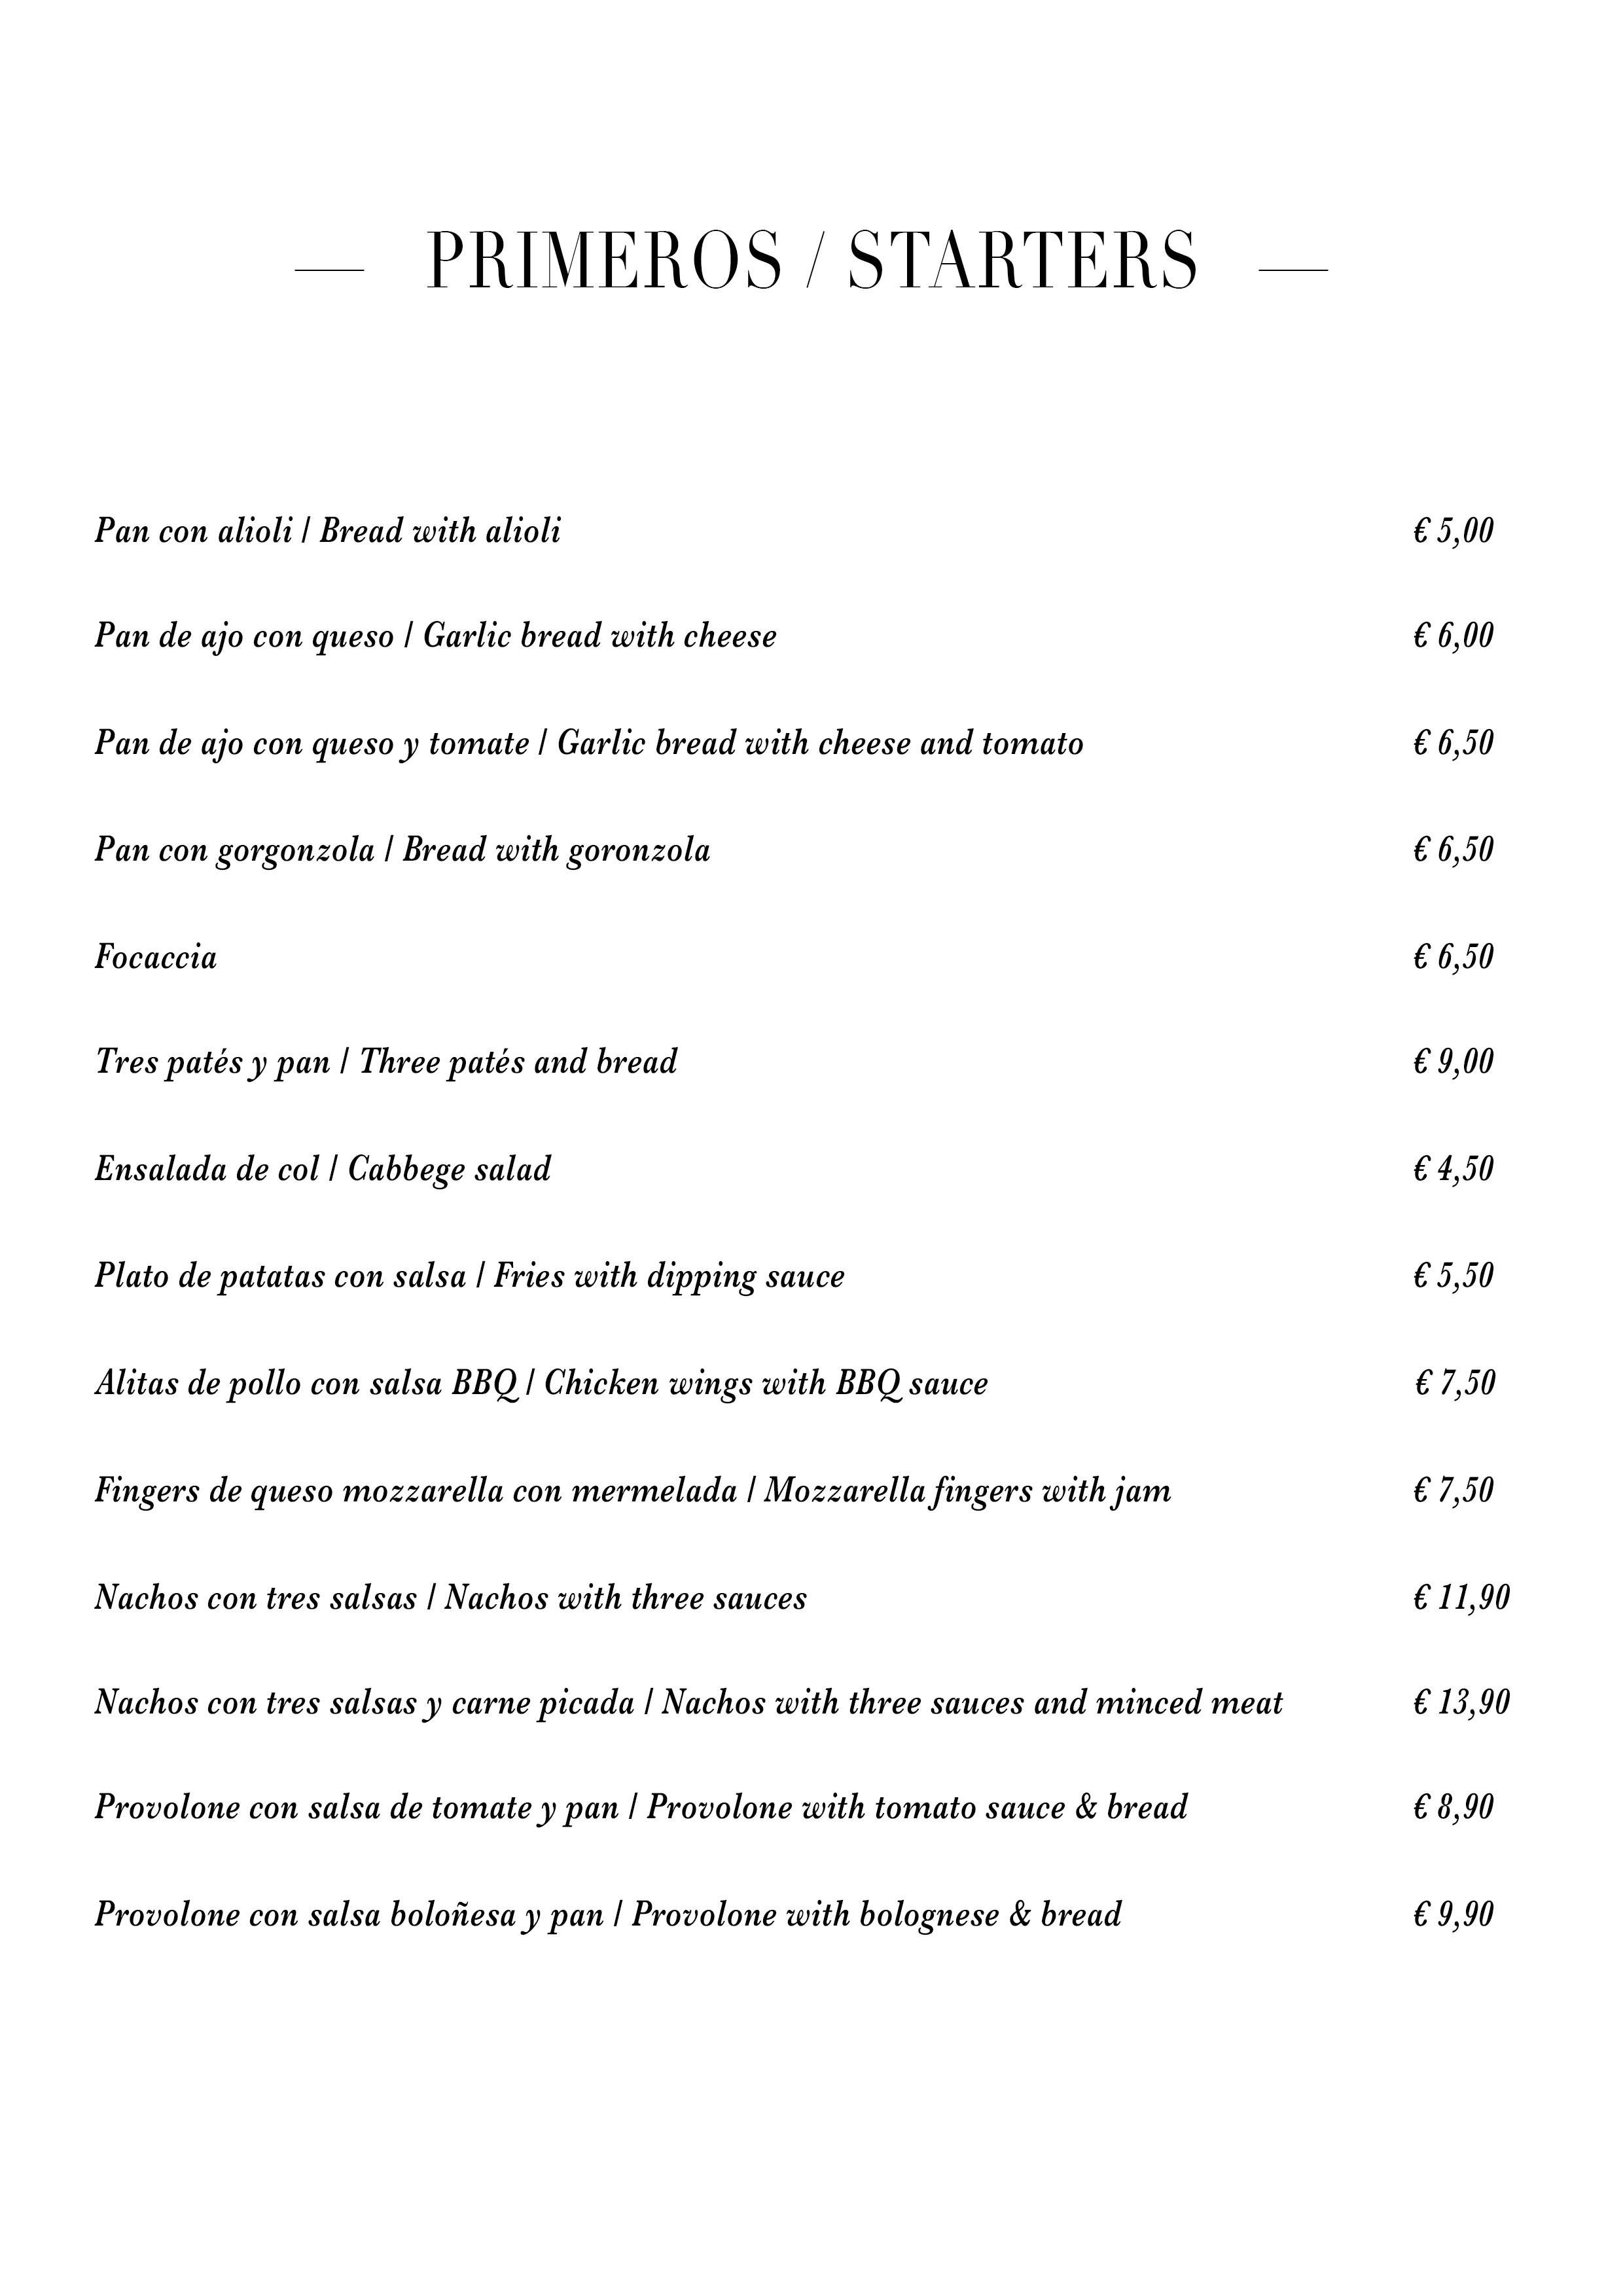 PRIMEROS / STARTERS
Pan con alioli / Bread with alioli € 5,00
Pan de ajo con queso / Garlic bread with cheese € 6,00
Pan de ajo con queso y tomate / Garlic bread with cheese and tomato € 6,50
Pan con gorgonzola / Bread with goronzola € 6,50
Focaccia € 6,50
Tres patés y pan / Three patés and bread € 9,00
Ensalada de col / Cabbege salad € 4,50
Plato de patatas con salsa / Fries with dipping sauce € 5,50
Alitas de pollo con salsa BBQ / Chicken wings with BBQ sauce € 7,50
Fingers de queso mozzarella con mermelada / Mozzarella fingers with jam € 7,50
Nachos con tres salsas / Nachos with three sauces € 11,90
Nachos con tres salsas y carne picada / Nachos with three sauces and minced meat € 13,90
Provolone con salsa de tomate y pan / Provolone with tomato sauce & bread € 8,90
Provolone con salsa boloñesa y pan / Provolone with bolognese & bread € 9,90